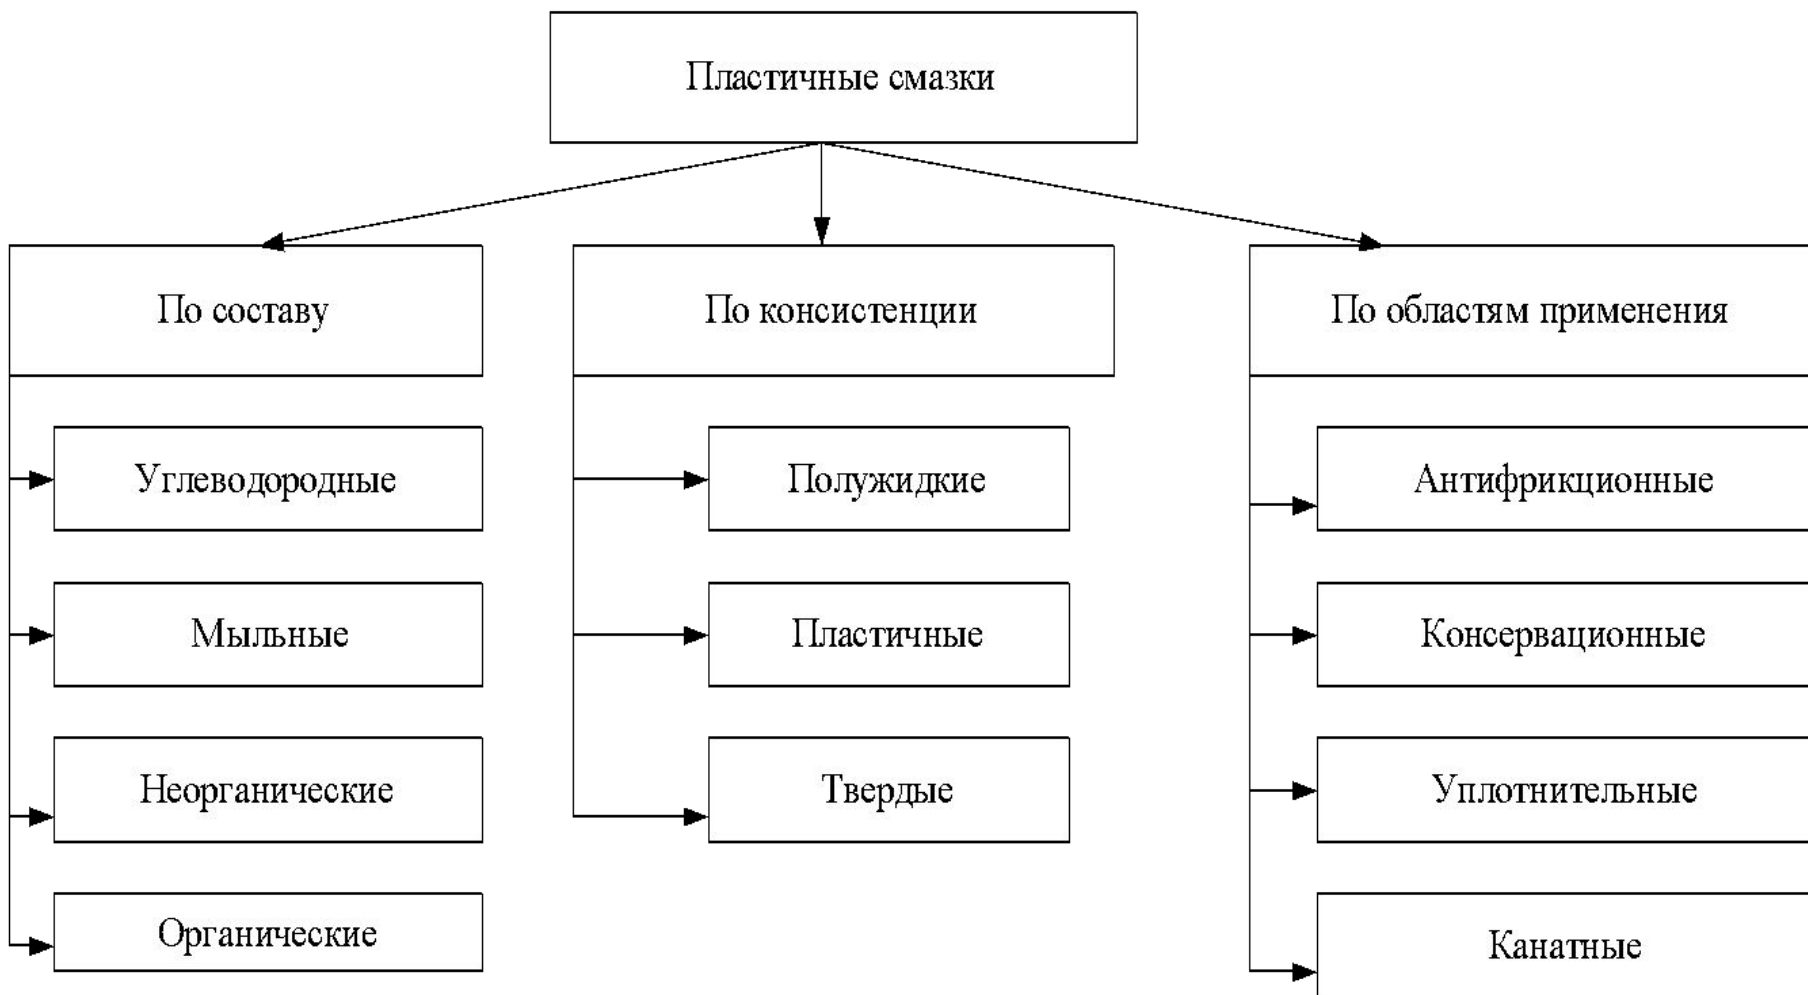 Пластичные смазки
По составу
По консистенции
По областям применения
Углеводородные
Полужидкие
Антифрикционные
Мыльные
Пластичные
Консервационные
Неорганические
Твердые
Уплотнительные
Органические
Канатные